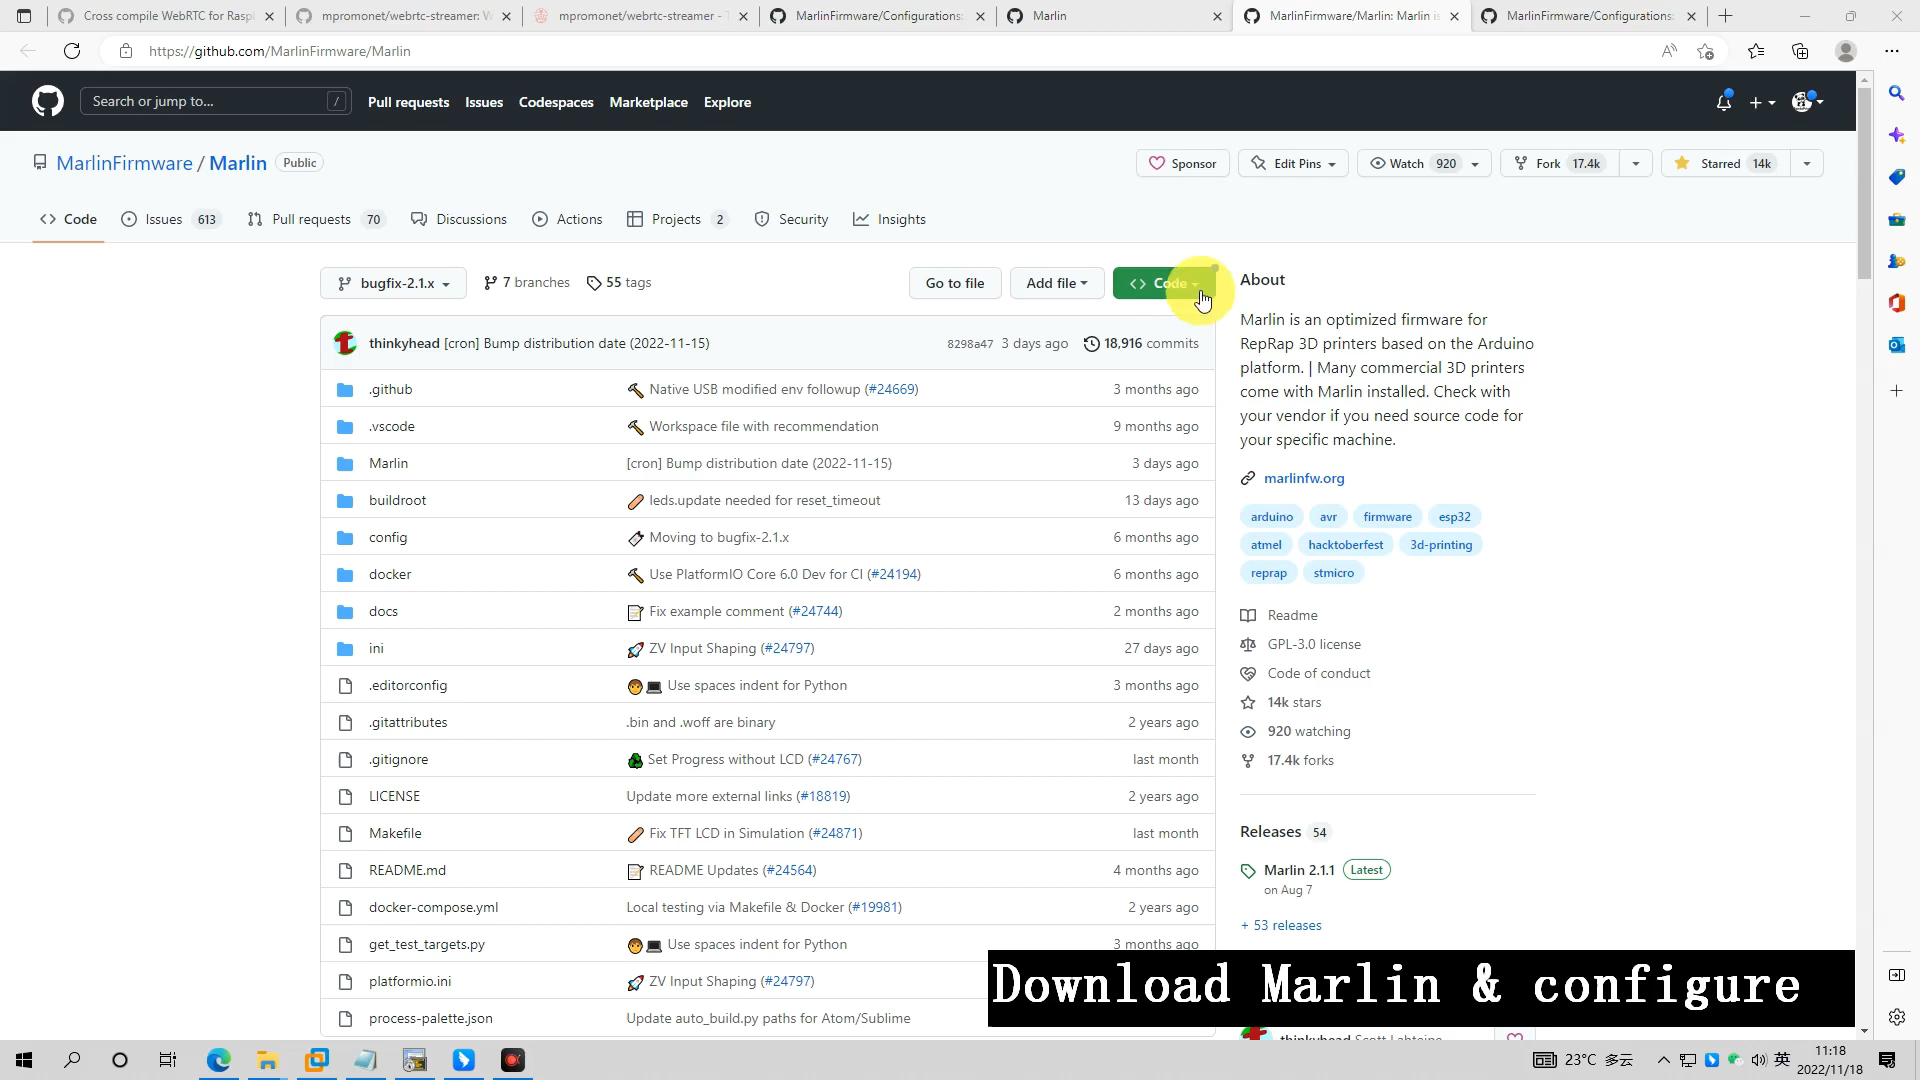 Cross compile WebRTC for Rasp
mpromonet/webrtc-streamer: W
mpromonet/webrtc-streamer -
MarlinFirmware/Configurations:
Marlin
MarlinFirmware/Marlin: Marlin is
MarlinFirmware/Configurations:
https://github.com/MarlinFirmware/Marlin
Search or jump to...
/
Pull requests
Issues
Codespaces
Marketplace
Explore
MarlinFirmware / Marlin
Public
Sponsor
Edit Pins
Watch 920
Fork 17.4k
Starred 14k
Code
Issues 613
Pull requests 70
Discussions
Actions
Projects 2
Security
Insights
bugfix-2.1.x
7 branches
55 tags
Go to file
Add file
Code
thinkyhead [cron] Bump distribution date (2022-11-15)
8298a47 3 days ago
18,916 commits
.github
Native USB modified env followup (#24669)
3 months ago
.vscode
Workspace file with recommendation
9 months ago
Marlin
[cron] Bump distribution date (2022-11-15)
3 days ago
buildroot
leds.update needed for reset_timeout
13 days ago
config
Moving to bugfix-2.1.x
6 months ago
docker
Use PlatformIO Core 6.0 Dev for CI (#24194)
6 months ago
docs
Fix example comment (#24744)
2 months ago
ini
ZV Input Shaping (#24797)
27 days ago
.editorconfig
Use spaces indent for Python
3 months ago
.gitattributes
.bin and .woff are binary
2 years ago
.gitignore
Set Progress without LCD (#24767)
last month
LICENSE
Update more external links (#18819)
2 years ago
Makefile
Fix TFT LCD in Simulation (#24871)
last month
README.md
README Updates (#24564)
4 months ago
docker-compose.yml
Local testing via Makefile & Docker (#19981)
2 years ago
get_test_targets.py
Use spaces indent for Python
3 months ago
platformio.ini
ZV Input Shaping (#24797)
process-palette.json
Update auto_build.py paths for Atom/Sublime
About
Marlin is an optimized firmware for
RepRap 3D printers based on the Arduino
platform. | Many commercial 3D printers
come with Marlin installed. Check with
your vendor if you need source code for
your specific machine.
marlinfw.org
arduino avr firmware esp32
atmel hacktoberfest 3d-printing
reprap stmicro
Readme
GPL-3.0 license
Code of conduct
14k stars
920 watching
17.4k forks
Releases 54
Marlin 2.1.1 Latest
on Aug 7
+ 53 releases
Download Marlin & configure
thinkyhead
23°C 多云
英
11:18
2022/11/18